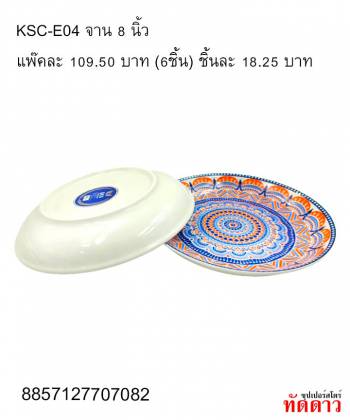 KSC-E04 จาน 8 นิ้ว
แพ๊คละ 109.50 บาท (6ชิ้น) ชิ้นละ 18.25 บาท
8857127707082
ซุปเปอร์สโตร์
ทัดดาว